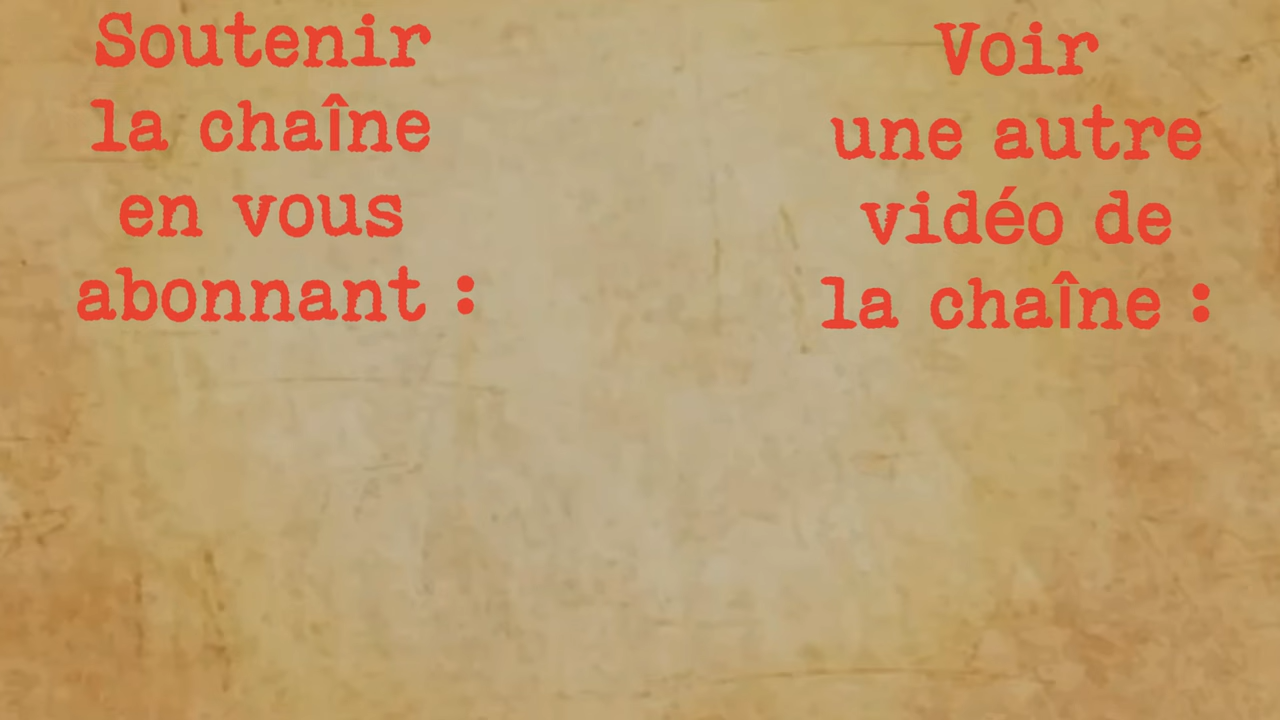 Soutenir
la chaîne
en vous
abonnant :
Voir
une autre
vidéo de
la chaîne :